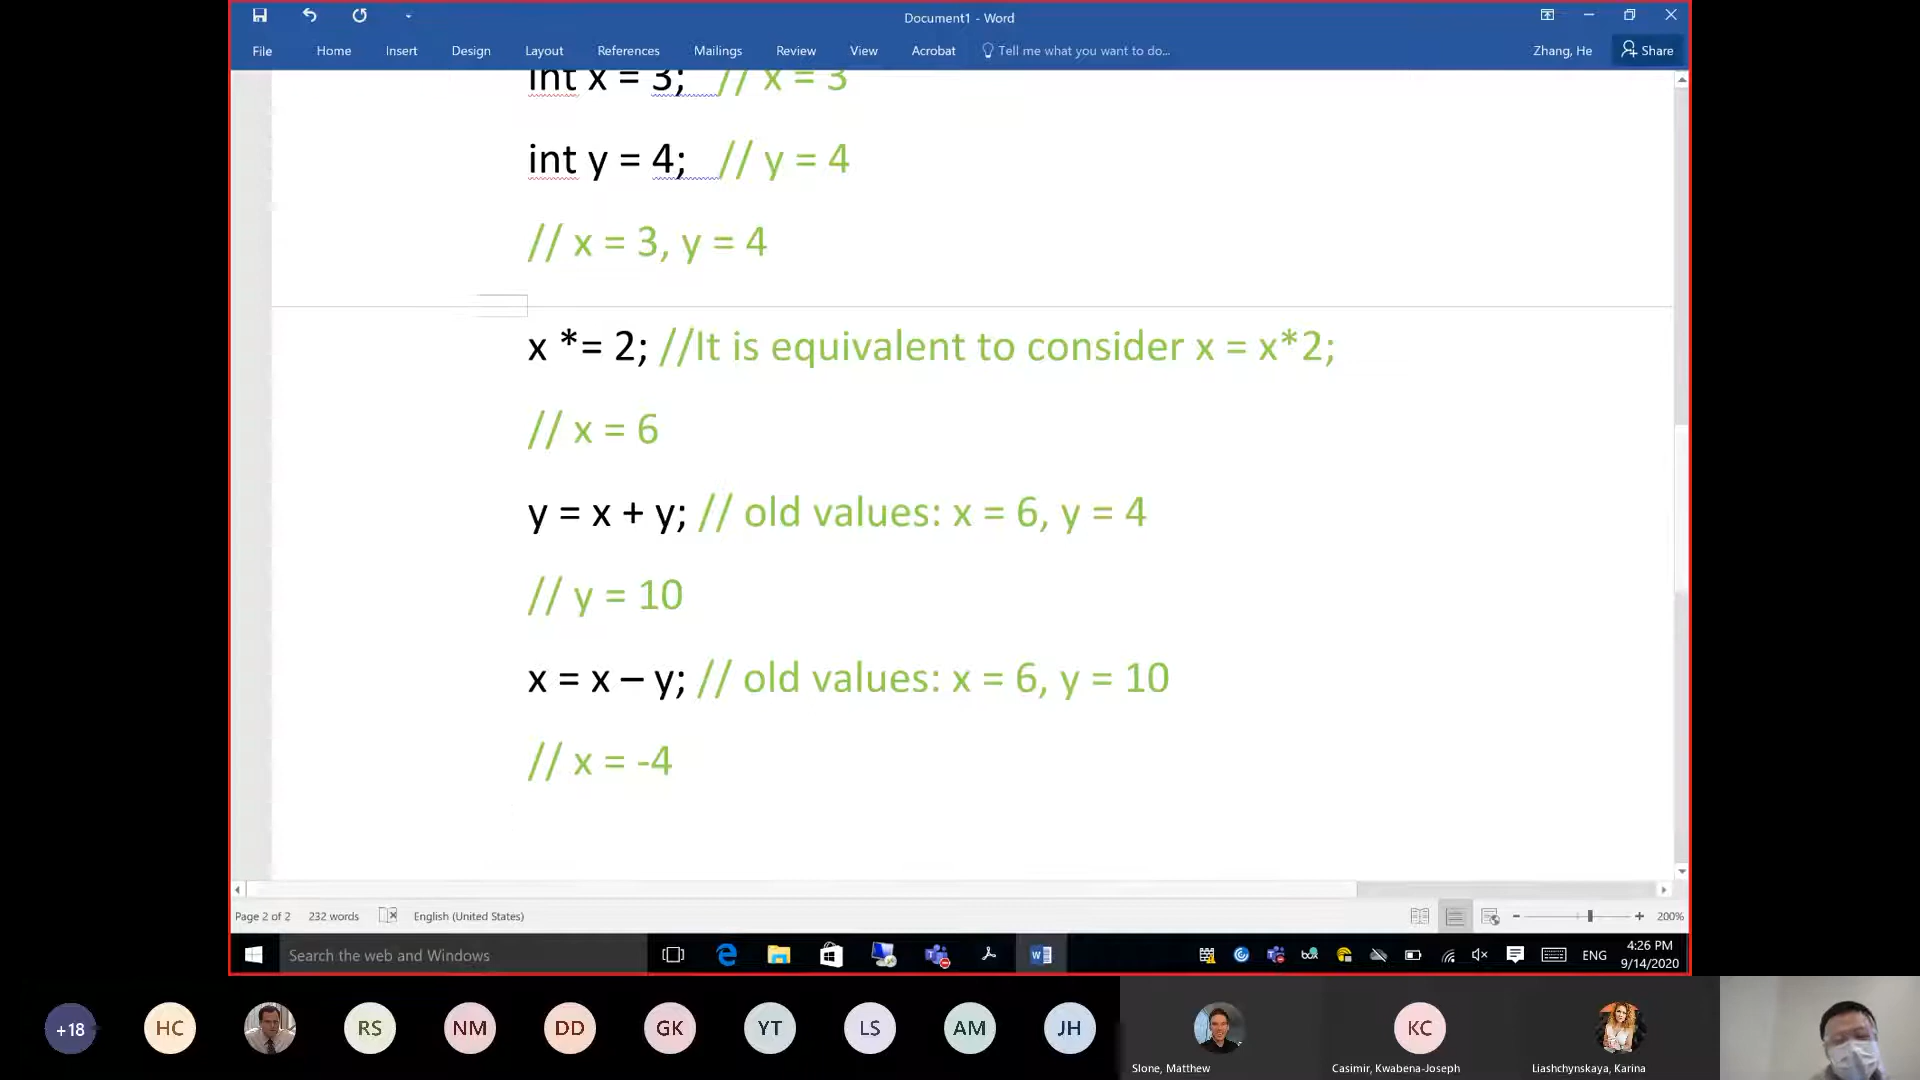 Document1 - Word
File Home Insert Design Layout References Mailings Review View Acrobat Tell me what you want to do... Zhang, He Share
int x = 3; // x = 3
int y = 4; // y = 4
// x = 3, y = 4
x *= 2; //It is equivalent to consider x = x*2;
// x = 6
y = x + y; // old values: x = 6, y = 4
// y = 10
x = x – y; // old values: x = 6, y = 10
// x = -4
Page 2 of 2 232 words English (United States) 200%
Search the web and Windows ENG 4:26 PM
9/14/2020
+18 HC RS NM DD GK YT LS AM JH KC
Slone, Matthew Casimir, Kwabena-Joseph Liashchynskaya, Karina